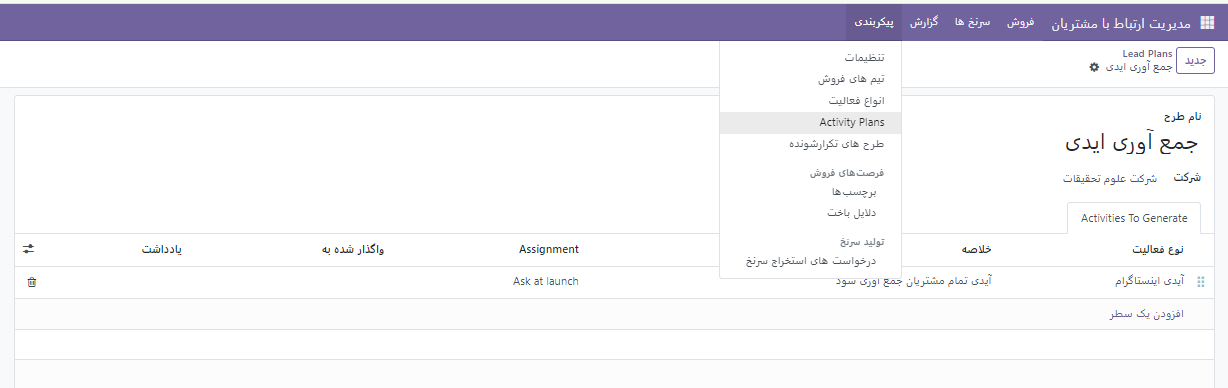 مدیریت ارتباط با مشتریان فروش سرنخ ها گزارش پیکربندی
جدید
Lead Plans
جمع آوری ایدی
تنظیمات
تیم های فروش
انواع فعالیت
Activity Plans
طرح های تکرارشونده
فرصت‌های فروش
برچسب‌ها
دلایل باخت
تولید سرنخ
درخواست های استخراج سرنخ
نام طرح
جمع آوری ایدی
شرکت شرکت علوم تحقیقات
Activities To Generate
نوع فعالیت خلاصه Assignment واگذار شده به یادداشت
آیدی اینستاگرام آیدی تمام مشتریان جمع آوری شود Ask at launch
افزودن یک سطر